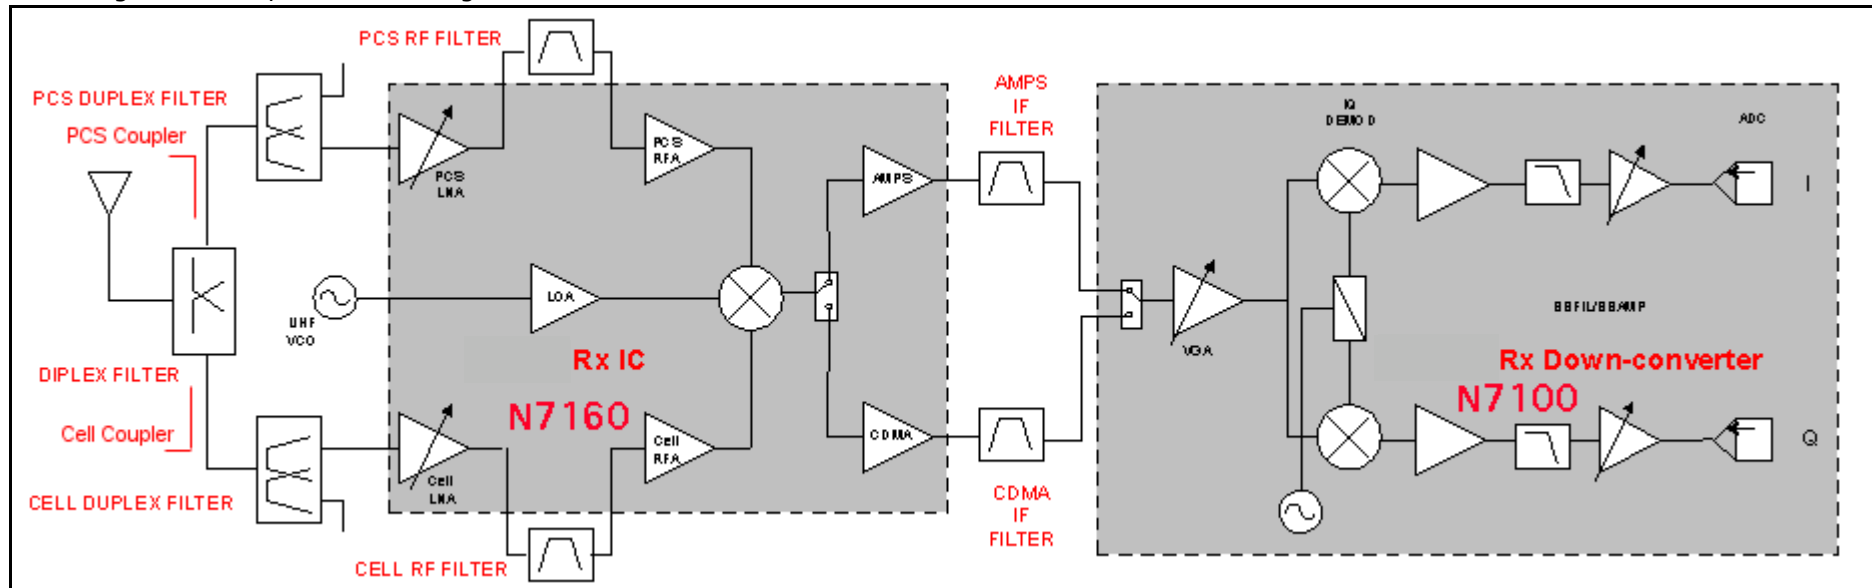 PCS RF FILTER
PCS DUPLEX FILTER
PCS Coupler
AMPS
IF
FILTER
IQ
DEMOD
ADC
PCS
LNA
PCS
RFA
AMPS
I
UHF
VCO
LOA
Rx IC
N7160
VGA
BBFIL/BBAMP
Rx Down-converter
N7100
DIPLEX FILTER
Cell Coupler
CELL DUPLEX FILTER
Cell
LNA
Cell
RFA
CDMA
Q
CDMA
IF
FILTER
CELL RF FILTER